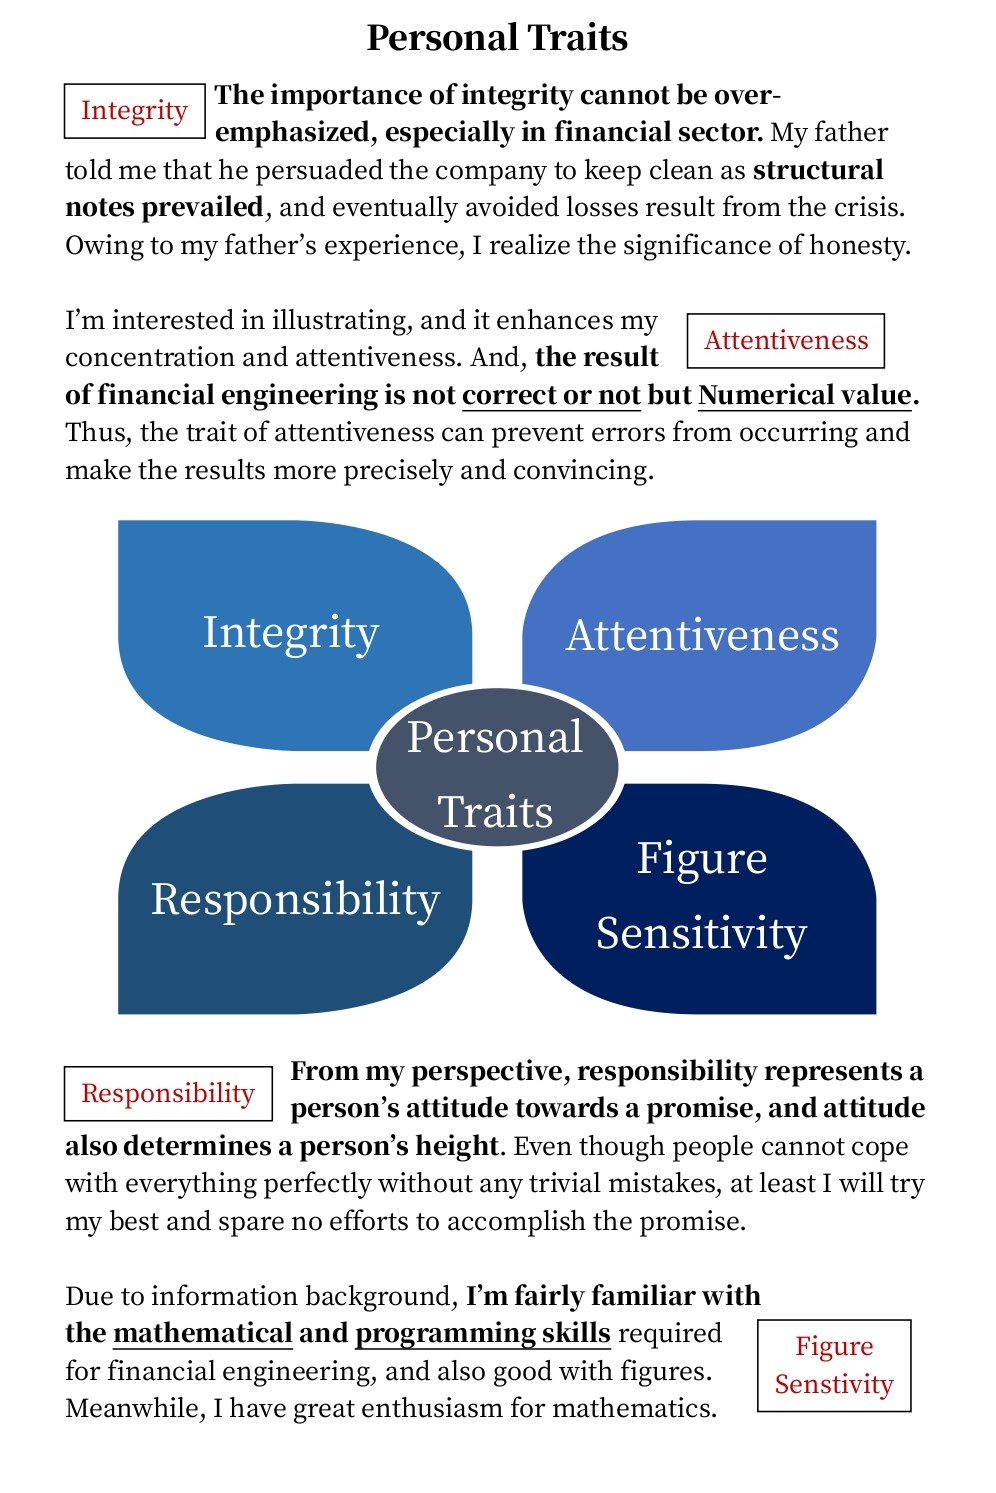 Personal Traits
Integrity
The importance of integrity cannot be over-
emphasized, especially in financial sector. My father
told me that he persuaded the company to keep clean as structural
notes prevailed, and eventually avoided losses result from the crisis.
Owing to my father’s experience, I realize the significance of honesty.
I’m interested in illustrating, and it enhances my
concentration and attentiveness. And, the result
Attentiveness
of financial engineering is not correct or not but Numerical value.
Thus, the trait of attentiveness can prevent errors from occurring and
make the results more precisely and convincing.
Integrity
Attentiveness
Personal
Traits
Responsibility
Figure
Sensitivity
Responsibility
From my perspective, responsibility represents a
person’s attitude towards a promise, and attitude
also determines a person’s height. Even though people cannot cope
with everything perfectly without any trivial mistakes, at least I will try
my best and spare no efforts to accomplish the promise.
Due to information background, I’m fairly familiar with
the mathematical and programming skills required
for financial engineering, and also good with figures.
Meanwhile, I have great enthusiasm for mathematics.
Figure
Senstivity